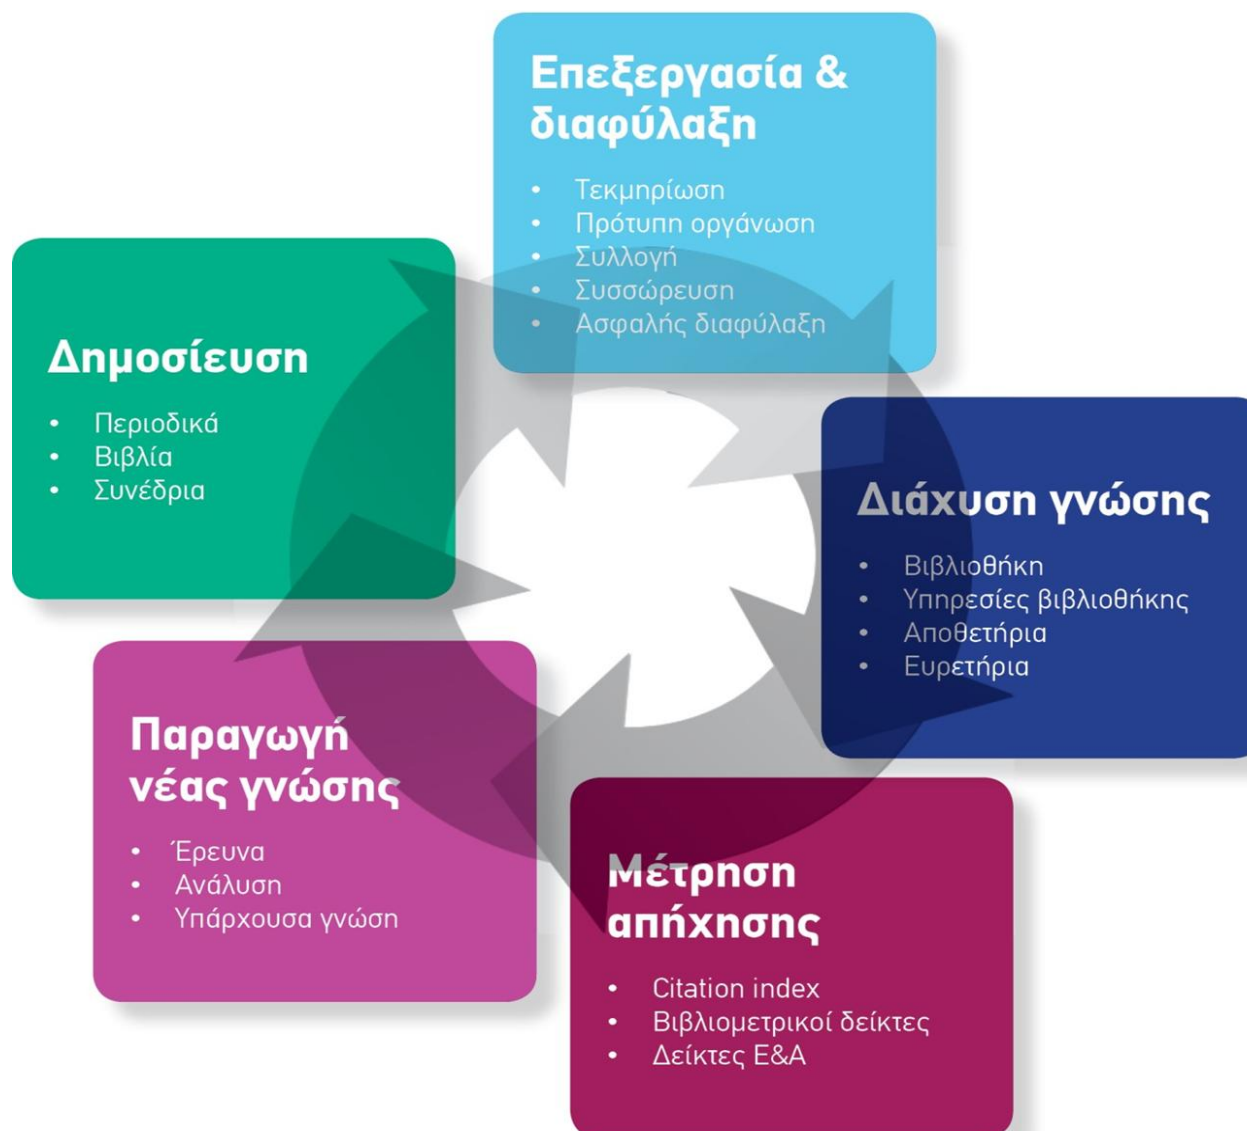 Επεξεργασία &
διαφύλαξη
• Τεκμηρίωση
• Πρότυπη οργάνωση
• Συλλογή
• Συσσώρευση
• Ασφαλής διαφύλαξη
Δημοσίευση
• Περιοδικά
• Βιβλία
• Συνέδρια
Διάχυση γνώσης
• Βιβλιοθήκη
• Υπηρεσίες βιβλιοθήκης
• Αποθετήρια
• Ευρετήρια
Παραγωγή
νέας γνώσης
• Έρευνα
• Ανάλυση
• Υπάρχουσα γνώση
Μέτρηση
απήχησης
• Citation index
• Βιβλιομετρικοί δείκτες
• Δείκτες Ε&Α